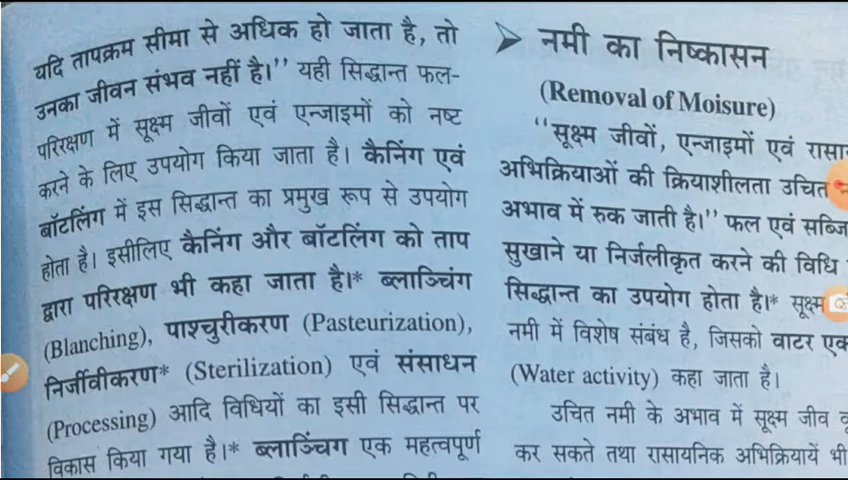 यदि तापक्रम सीमा से अधिक हो जाता है, तो
उनका जीवन संभव नहीं है।'' यही सिद्धान्त फल-
परिरक्षण में सूक्ष्म जीवों एवं एन्जाइमों को नष्ट
करने के लिए उपयोग किया जाता है। कैनिंग एवं
बॉटलिंग में इस सिद्धान्त का प्रमुख रूप से उपयोग
होता है। इसीलिए कैनिंग और बॉटलिंग को ताप
द्वारा परिरक्षण भी कहा जाता है।* ब्लाञ्चिंग
(Blanching), पाश्चुरीकरण (Pasteurization),
निर्जीवीकरण* (Sterilization) एवं संसाधन
(Processing) आदि विधियों का इसी सिद्धान्त पर
विकास किया गया है।* ब्लाञ्चिंग एक महत्वपूर्ण
➤ नमी का निष्कासन
(Removal of Moisure)
''सूक्ष्म जीवों, एन्जाइमों एवं रासा
अभिक्रियाओं की क्रियाशीलता उचित
अभाव में रुक जाती है।'' फल एवं सब्जि
सुखाने या निर्जलीकृत करने की विधि
सिद्धान्त का उपयोग होता है।* सूक्ष्म
नमी में विशेष संबंध है, जिसको वाटर एक
(Water activity) कहा जाता है।
उचित नमी के अभाव में सूक्ष्म जीव
कर सकते तथा रासायनिक अभिक्रियायें भी